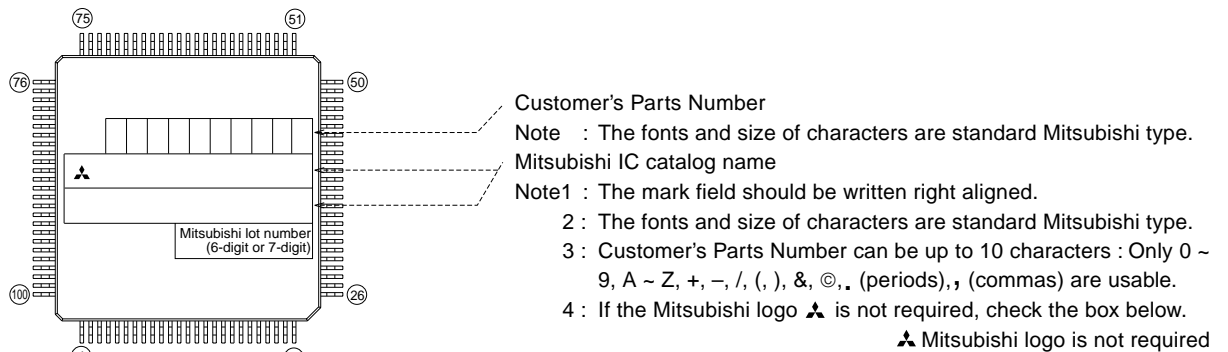 75 51
76 50
Customer's Parts Number
Note : The fonts and size of characters are standard Mitsubishi type.
Mitsubishi IC catalog name
Note1 : The mark field should be written right aligned.
2 : The fonts and size of characters are standard Mitsubishi type.
3 : Customer's Parts Number can be up to 10 characters : Only 0 ~
9, A ~ Z, +, –, /, (, ), &, ©, . (periods), , (commas) are usable.
4 : If the Mitsubishi logo is not required, check the box below.
Mitsubishi logo is not required
Mitsubishi lot number
(6-digit or 7-digit)
100 26